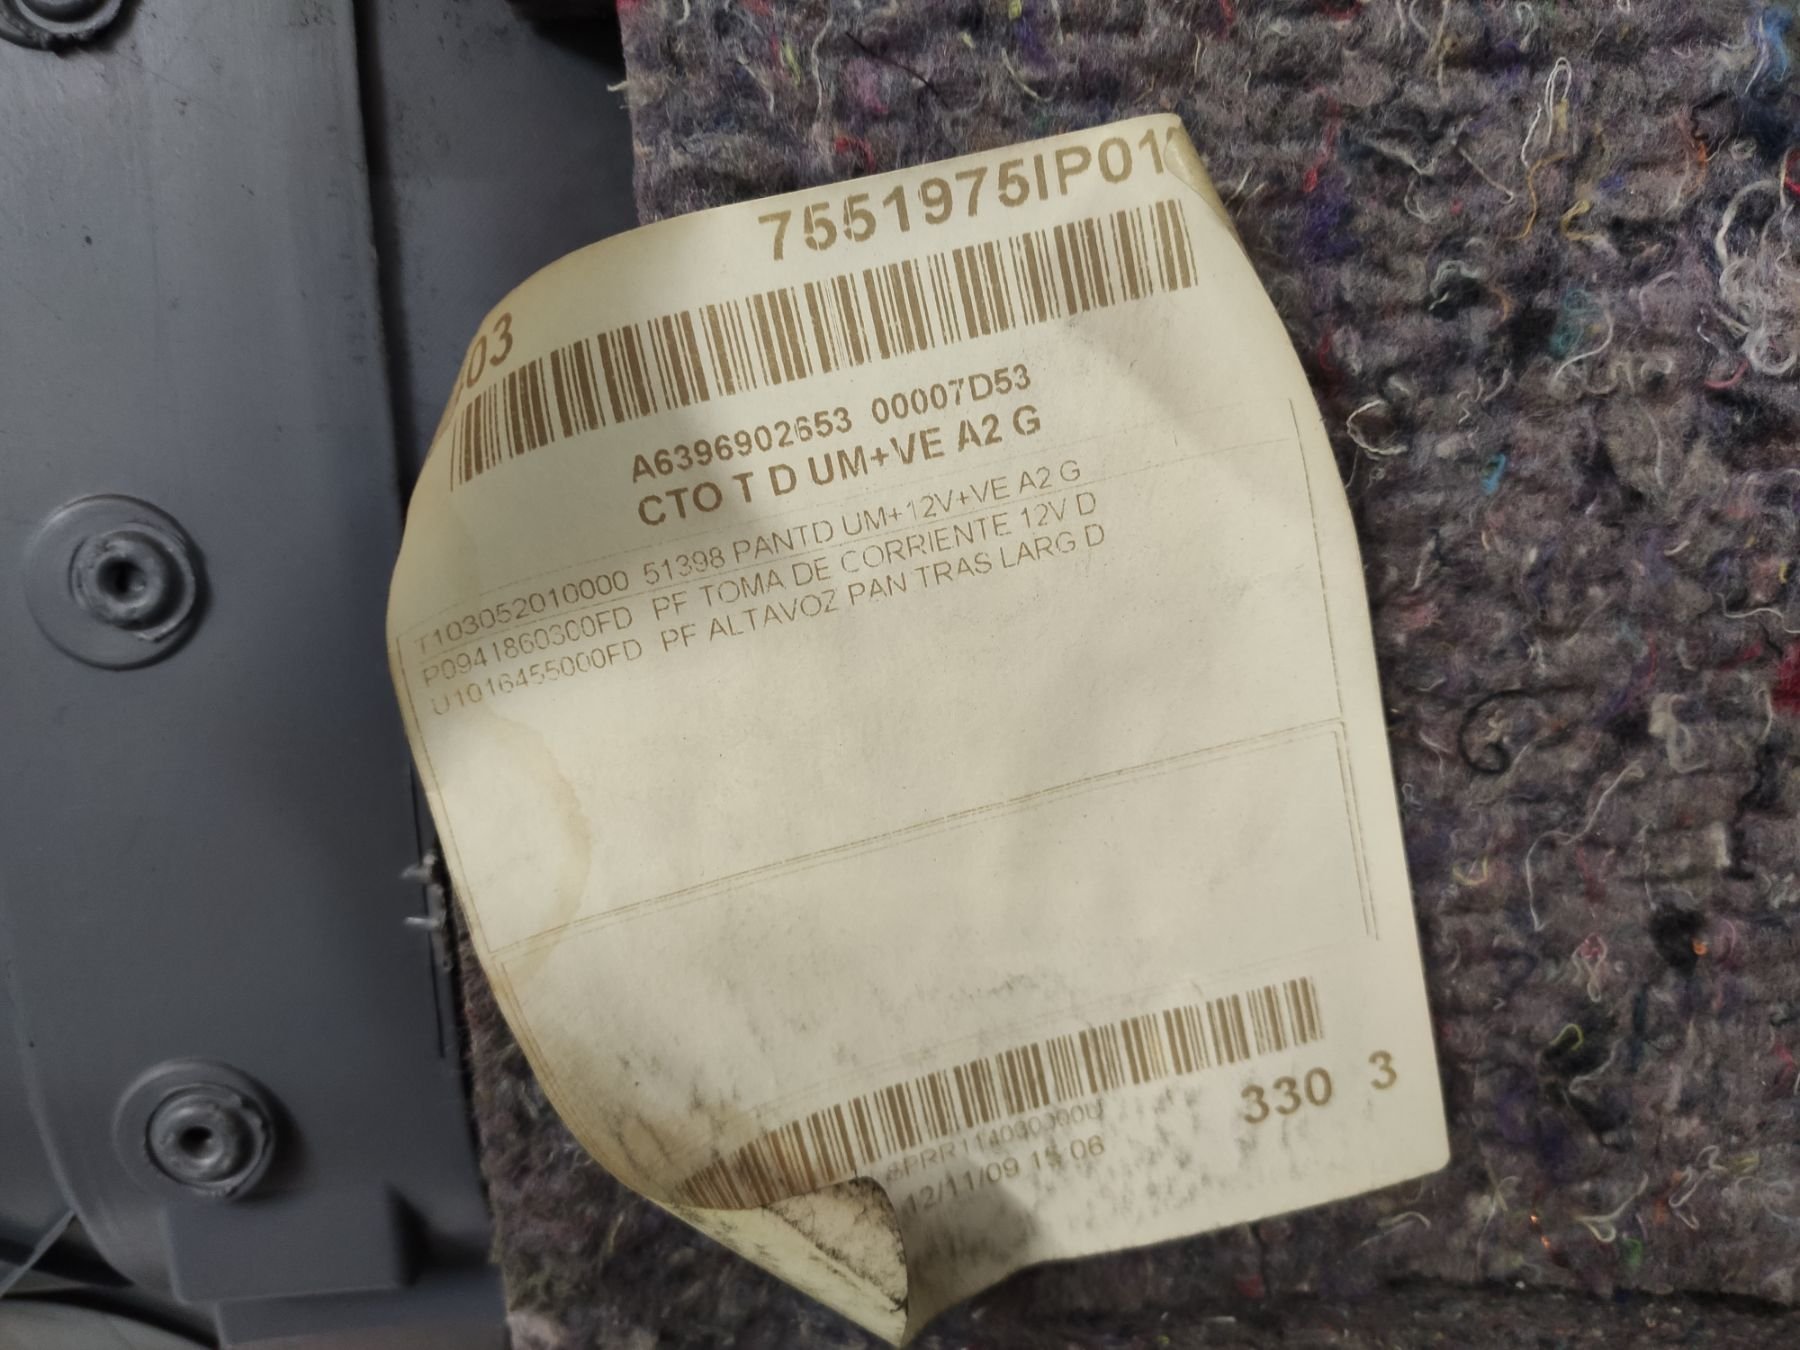 7551975IP01
03
A6396902653 00007D53
CTO T D UM+VE A2 G
T103052010000 51398 PANTD UM+12V+VE A2 G
P0941860300FD PF TOMA DE CORRIENTE 12V D
U1016455000FD PF ALTAVOZ PAN TRAS LARG D
330 3
12/11/09 15 06